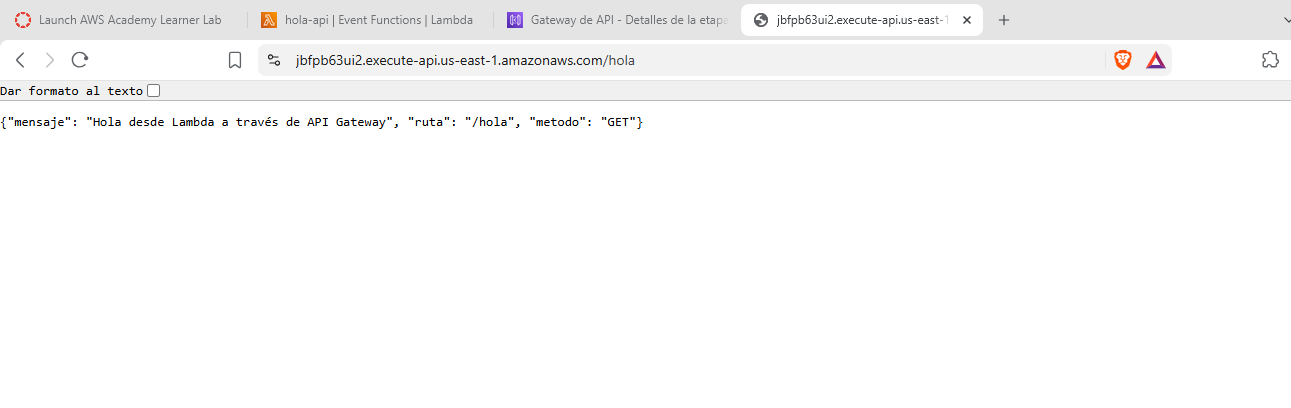 Launch AWS Academy Learner Lab
hola-api | Event Functions | Lambda
Gateway de API - Detalles de la etapa
jbfpb63ui2.execute-api.us-east-1
jbfpb63ui2.execute-api.us-east-1.amazonaws.com/hola
Dar formato al texto
{"mensaje": "Hola desde Lambda a través de API Gateway", "ruta": "/hola", "metodo": "GET"}